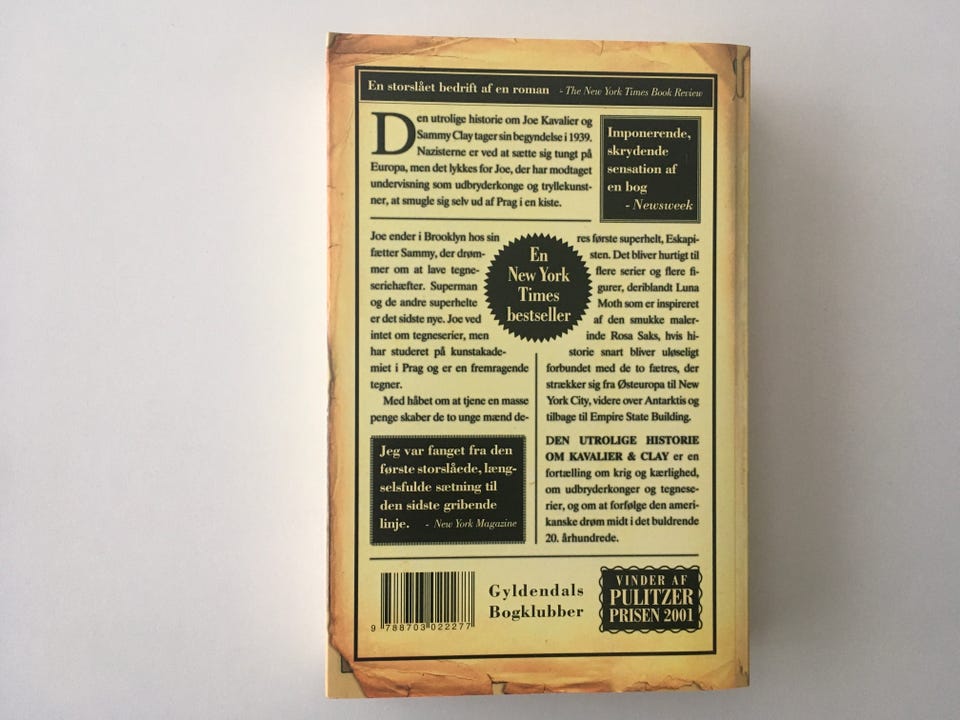 En storslået bedrift af en roman - The New York Times Book Review
Den utrolige historie om Joe Kavalier og
Sammy Clay tager sin begyndelse i 1939.
Nazisterne er ved at sætte sig tungt på
Europa, men det lykkes for Joe, der har modtaget
undervisning som udbryderkonge og tryllekunst-
ner, at smugle sig selv ud af Prag i en kiste.
Imponerende,
skrydende
sensation af
en bog
- Newsweek
Joe ender i Brooklyn hos sin
fætter Sammy, der drøm-
mer om at lave tegne-
seriehæfter. Superman
og de andre superhelte
er det sidste nye. Joe ved
intet om tegneserier, men
har studeret på kunstakade-
miet i Prag og er en fremragende
tegner.
Med håbet om at tjene en masse
penge skaber de to unge mænd de-
En
New York
Times
bestseller
res første superhelt, Eskapi-
sten. Det bliver hurtigt til
flere serier og flere fi-
gurer, deriblandt Luna
Moth som er inspireret
af den smukke maler-
inde Rosa Saks, hvis hi-
storie snart bliver uløseligt
forbundet med de to fætres, der
strækker sig fra Østeuropa til New
York City, videre over Antarktis og
tilbage til Empire State Building.
DEN UTROLIGE HISTORIE
OM KAVALIER & CLAY er en
fortælling om krig og kærlighed,
om udbryderkonger og tegnese-
rier, og om at forfølge den ameri-
kanske drøm midt i det buldrende
20. århundrede.
Jeg var fanget fra den
første storslåede, læng-
selsfulde sætning til
den sidste gribende
linje. - New York Magazine
9 788703 022277
Gyldendals
Bogklubber
VINDER AF
PULITZER
PRISEN 2001